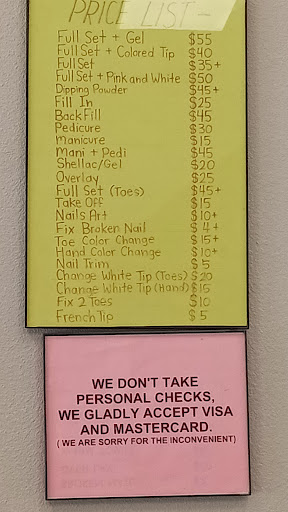 PRICE LIST-
Full Set + Gel $55
Full Set + Colored Tip $40
Full Set $35+
Full Set + Pink and White $50
Dipping Powder $45+
Fill In $25
BackFill $45
Pedicure $30
Manicure $15
Mani + Pedi $45
Shellac/Gel $20
Overlay $25
Full Set (Toes) $45+
Take Off $15
Nails Art $10+
Fix Broken Nail $4+
Toe Color Change $15+
Hand Color Change $10+
Nail Trim $5
Change White Tip (Toes) $20
Change White Tip (Hand) $15
Fix 2 Toes $10
French Tip $5
WE DON'T TAKE
PERSONAL CHECKS,
WE GLADLY ACCEPT VISA
AND MASTERCARD.
( WE ARE SORRY FOR THE INCONVENIENT)